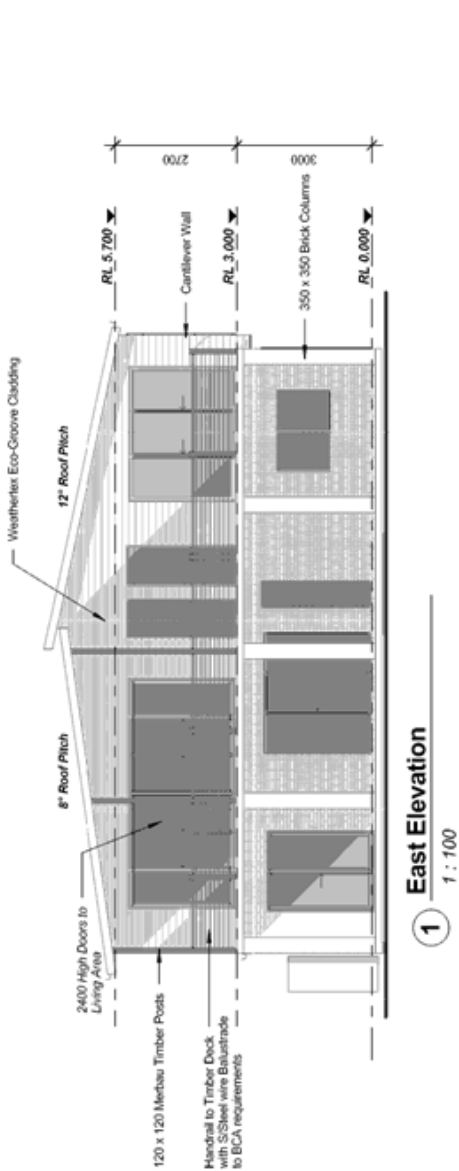 Weathertex Eco-Groove Cladding
12° Roof Pitch
8° Roof Pitch
2400 High Doors to
Living Area
120 x 120 Merbau Timber Posts
Handrail to Timber Deck
with S/Steel wire Balustrade
to BCA requirements
RL 5.700
2700
Cantilever Wall
RL 3.000
3000
350 x 350 Brick Columns
RL 0.000
1
East Elevation
1 : 100